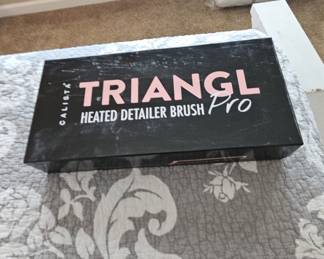 CALISTA
TRIANGL
HEATED DETAILER BRUSH
Pro